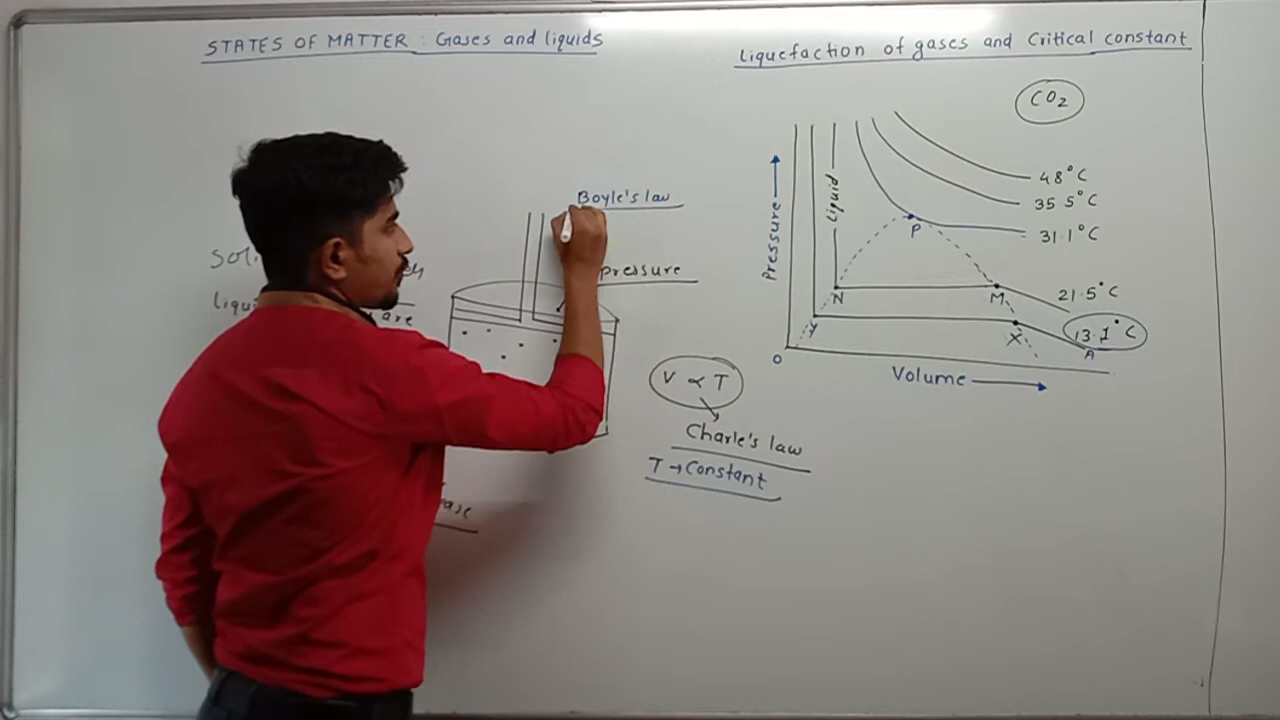 STATES OF MATTER : Gases and liquids
Liquefaction of gases and Critical constant
CO2
Boyle's law
pressure
are
V ∝ T
Charle's law
T → Constant
Pressure →
Liquid
48°C
35 5°C
31.1°C
21.5°C
13.1°C
P
N
M
Y
X
A
O
Volume →